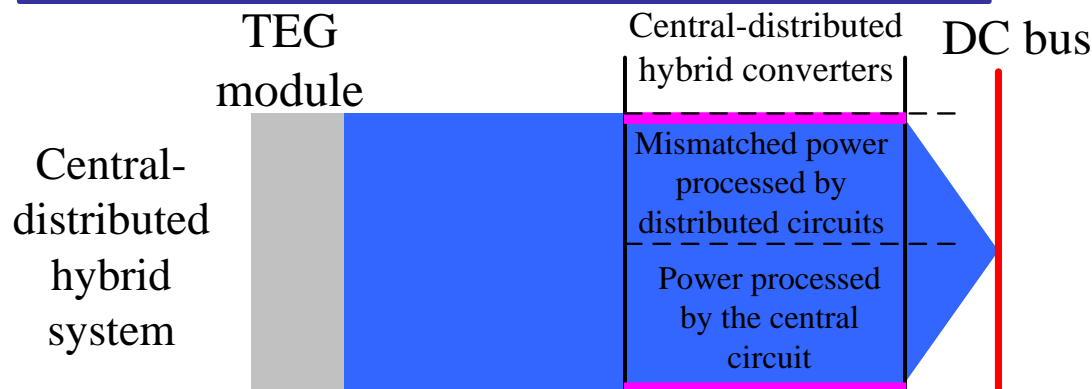 TEG
module
Central-distributed
hybrid converters
DC bus
Central-
distributed
hybrid
system
Mismatched power
processed by
distributed circuits
Power processed
by the central
circuit